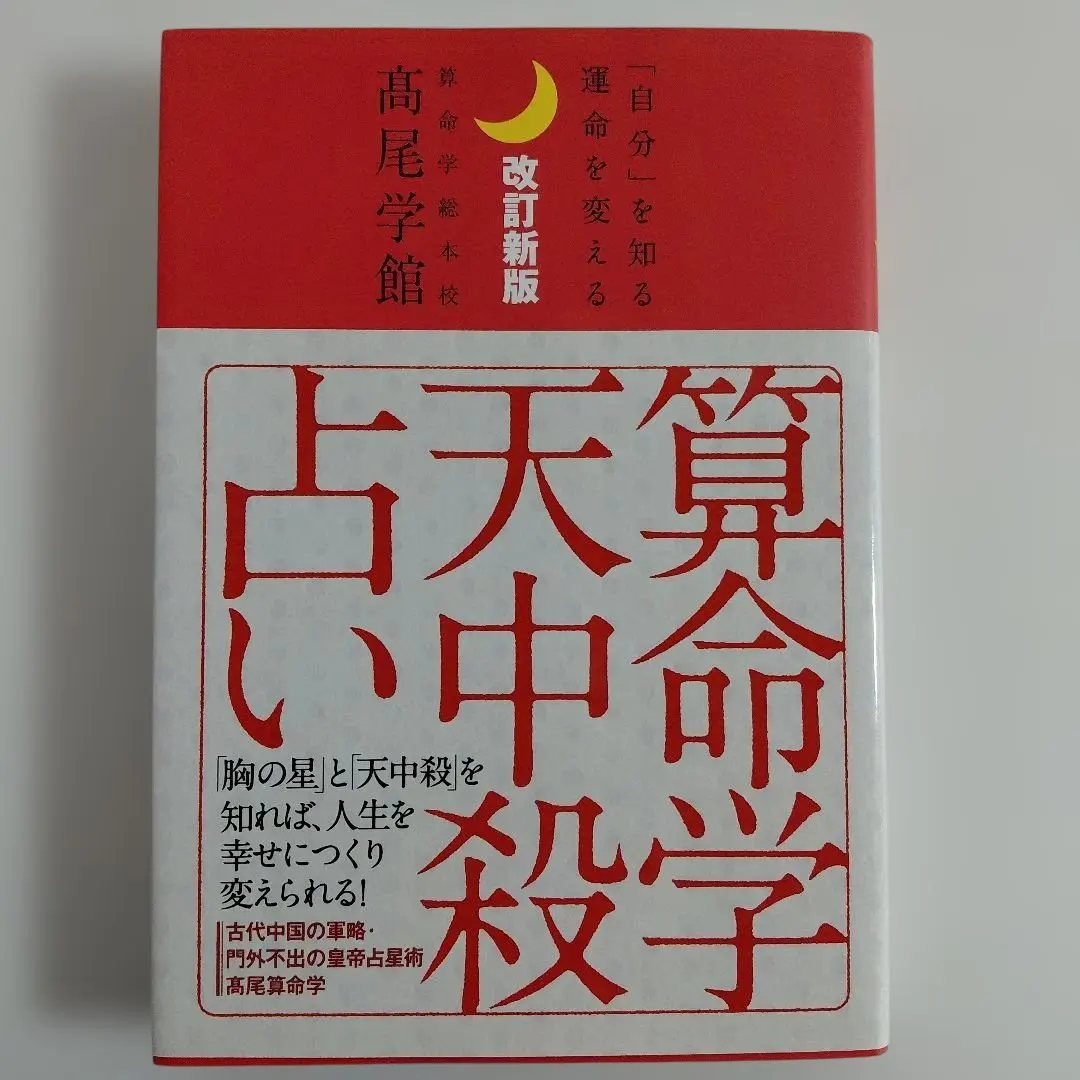 「自分」を知る
運命を変える
改訂新版
算命学総本校
髙尾学館
算命学
天中殺
占い
「胸の星」と「天中殺」を
知れば、人生を
幸せにつくり
変えられる!
古代中国の軍略・
門外不出の皇帝占星術
髙尾算命学